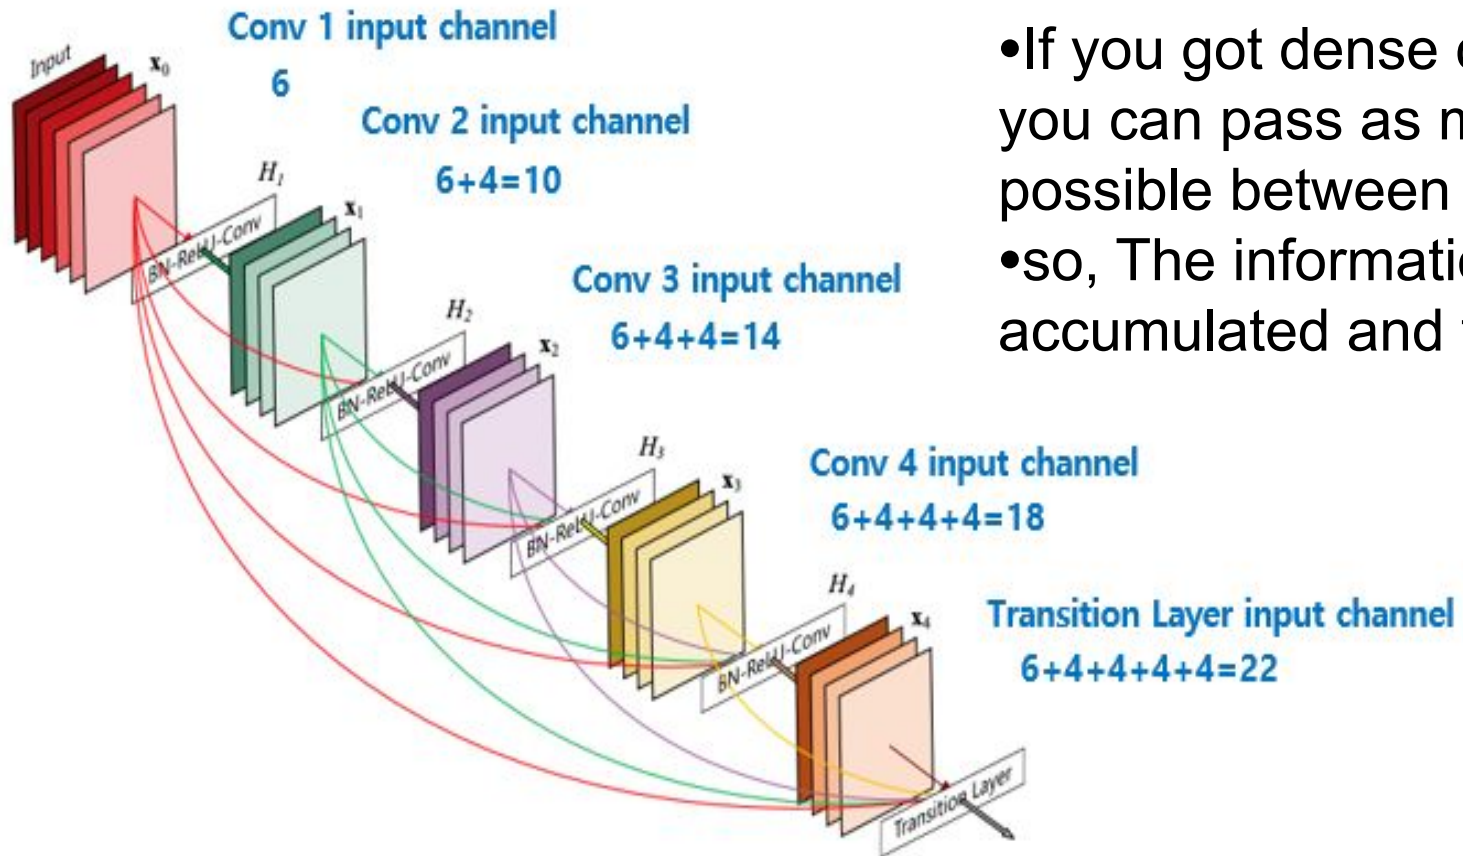 Conv 1 input channel
6
Input
x0
Conv 2 input channel
6+4=10
H1
BN-ReLU-Conv
x1
Conv 3 input channel
6+4+4=14
H2
BN-ReLU-Conv
x2
Conv 4 input channel
6+4+4+4=18
H3
BN-ReLU-Conv
x3
Transition Layer input channel
6+4+4+4+4=22
H4
BN-ReLU-Conv
x4
Transition Layer
•If you got dense
you can pass as
possible between
•so, The
accumulated and